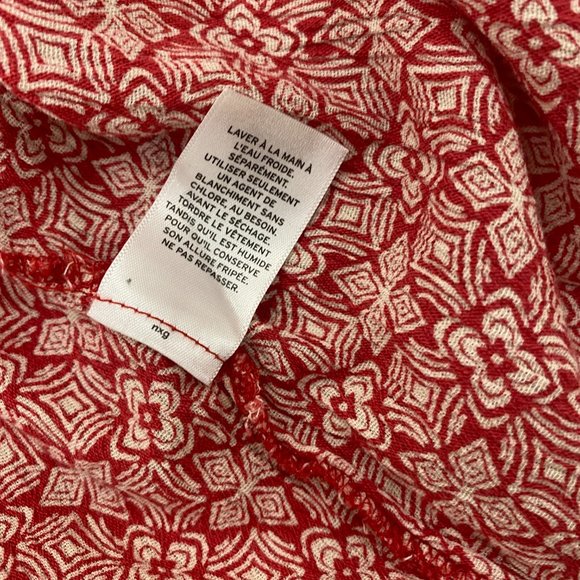 LAVER À LA MAIN À
L'EAU FROIDE
SÉPARÉMENT.
UTILISER SEULEMENT
UN AGENT DE
BLANCHIMENT SANS
CHLORE AU BESOIN.
AVANT LE SÉCHAGE,
TORDRE LE VÊTEMENT
TANDIS QU'IL EST HUMIDE
POUR QU'IL CONSERVE
SON ALLURE FRIPÉE.
NE PAS REPASSER.
nxg